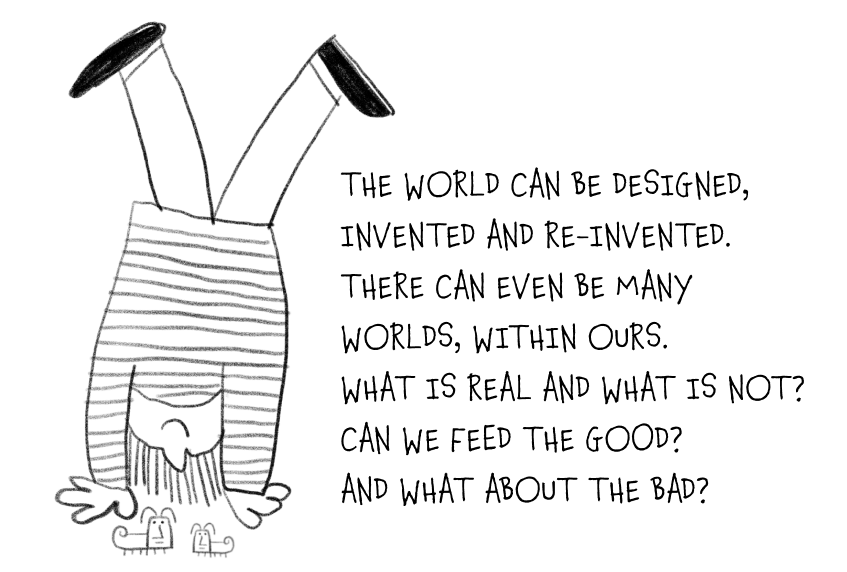 THE WORLD CAN BE DESIGNED,
INVENTED AND RE-INVENTED.
THERE CAN EVEN BE MANY
WORLDS, WITHIN OURS.
WHAT IS REAL AND WHAT IS NOT?
CAN WE FEED THE GOOD?
AND WHAT ABOUT THE BAD?